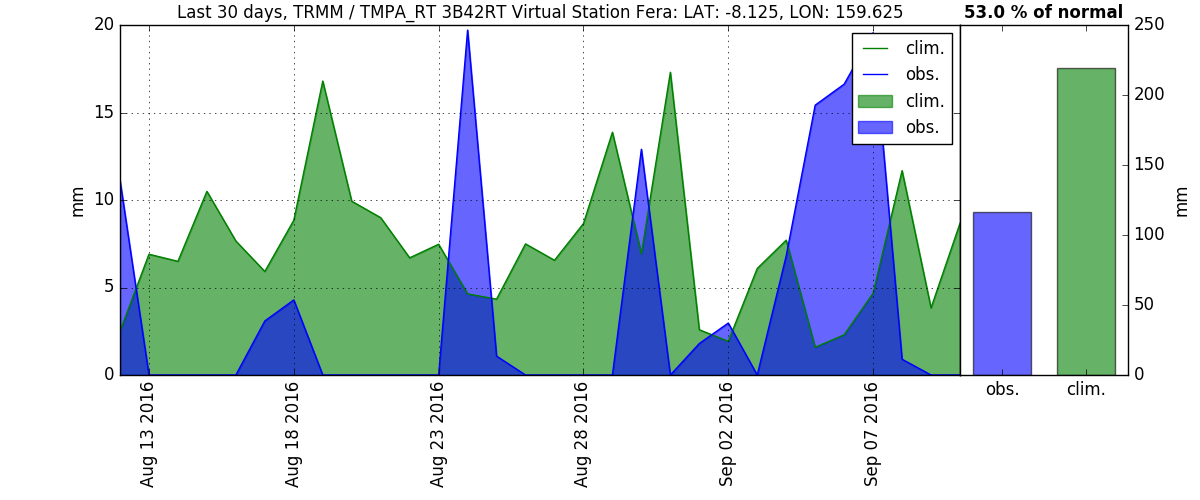 Last 30 days, TRMM / TMPA_RT 3B42RT Virtual Station Fera: LAT: -8.125, LON: 159.625
53.0 % of normal
20
15
10
5
0
mm
clim.
obs.
clim.
obs.
250
200
150
100
50
0
mm
obs.
clim.
Aug 13 2016
Aug 18 2016
Aug 23 2016
Aug 28 2016
Sep 02 2016
Sep 07 2016